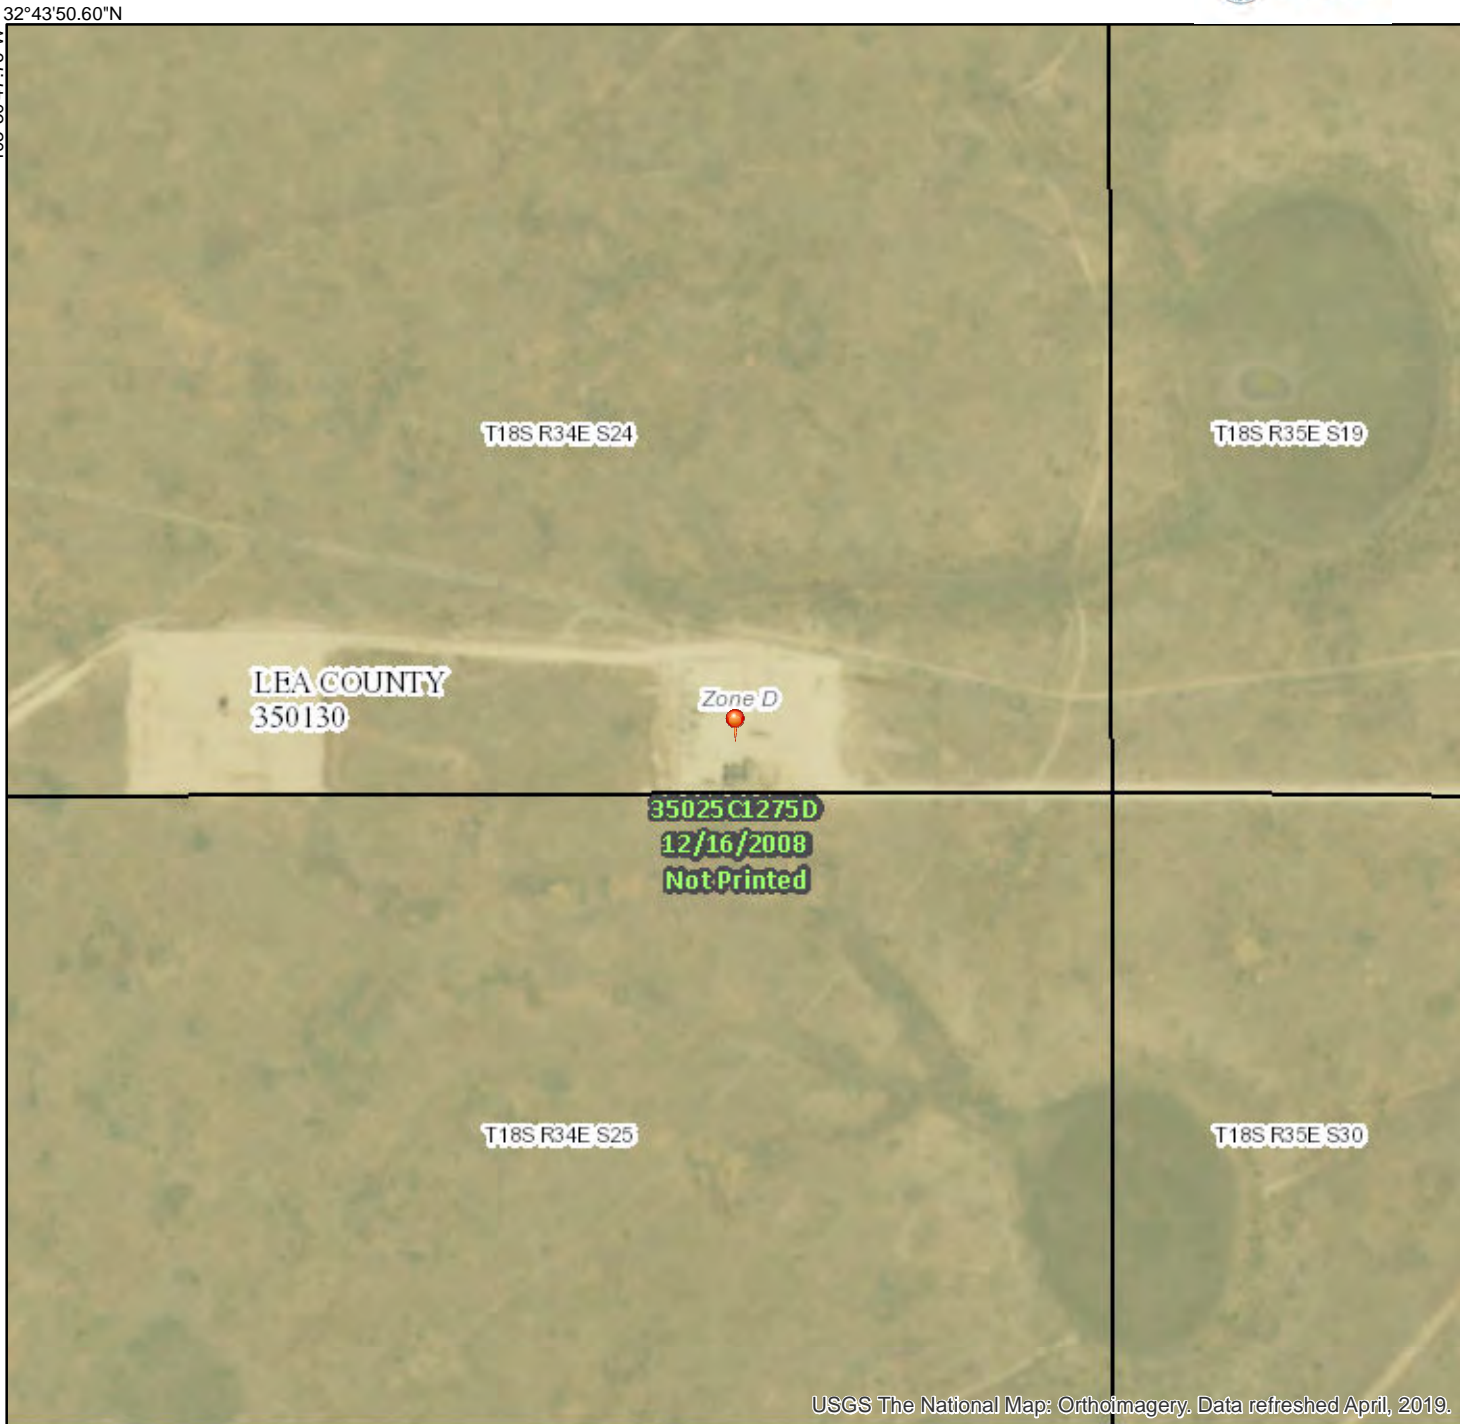 32°43'50.60"N
T18S R34E S24
T18S R35E S19
LEA COUNTY
350130
Zone D
35025C1275D
12/16/2008
Not Printed
T18S R34E S25
T18S R35E S30
USGS The National Map: Orthoimagery. Data refreshed April, 2019.